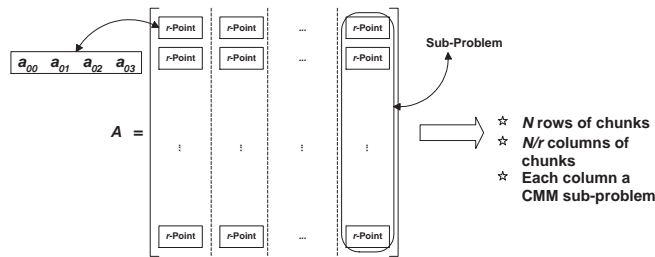 r-Point r-Point ... r-Point
Sub-Problem
r-Point r-Point ... r-Point
a00 a01 a02 a03
A =
⋮ ⋮ ... ⋮
☆ N rows of chunks
☆ N/r columns of
chunks
☆ Each column a
CMM sub-problem
r-Point r-Point ... r-Point